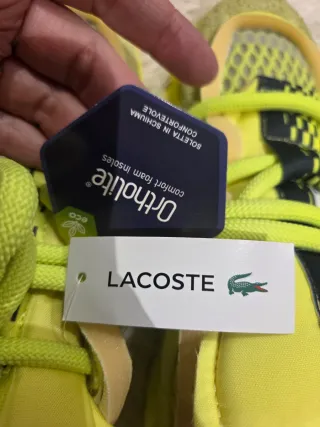 SOLETTA IN SCHIUMA
CONFORTEVOLE
comfort foam insoles
Ortholite®
eco
LACOSTE